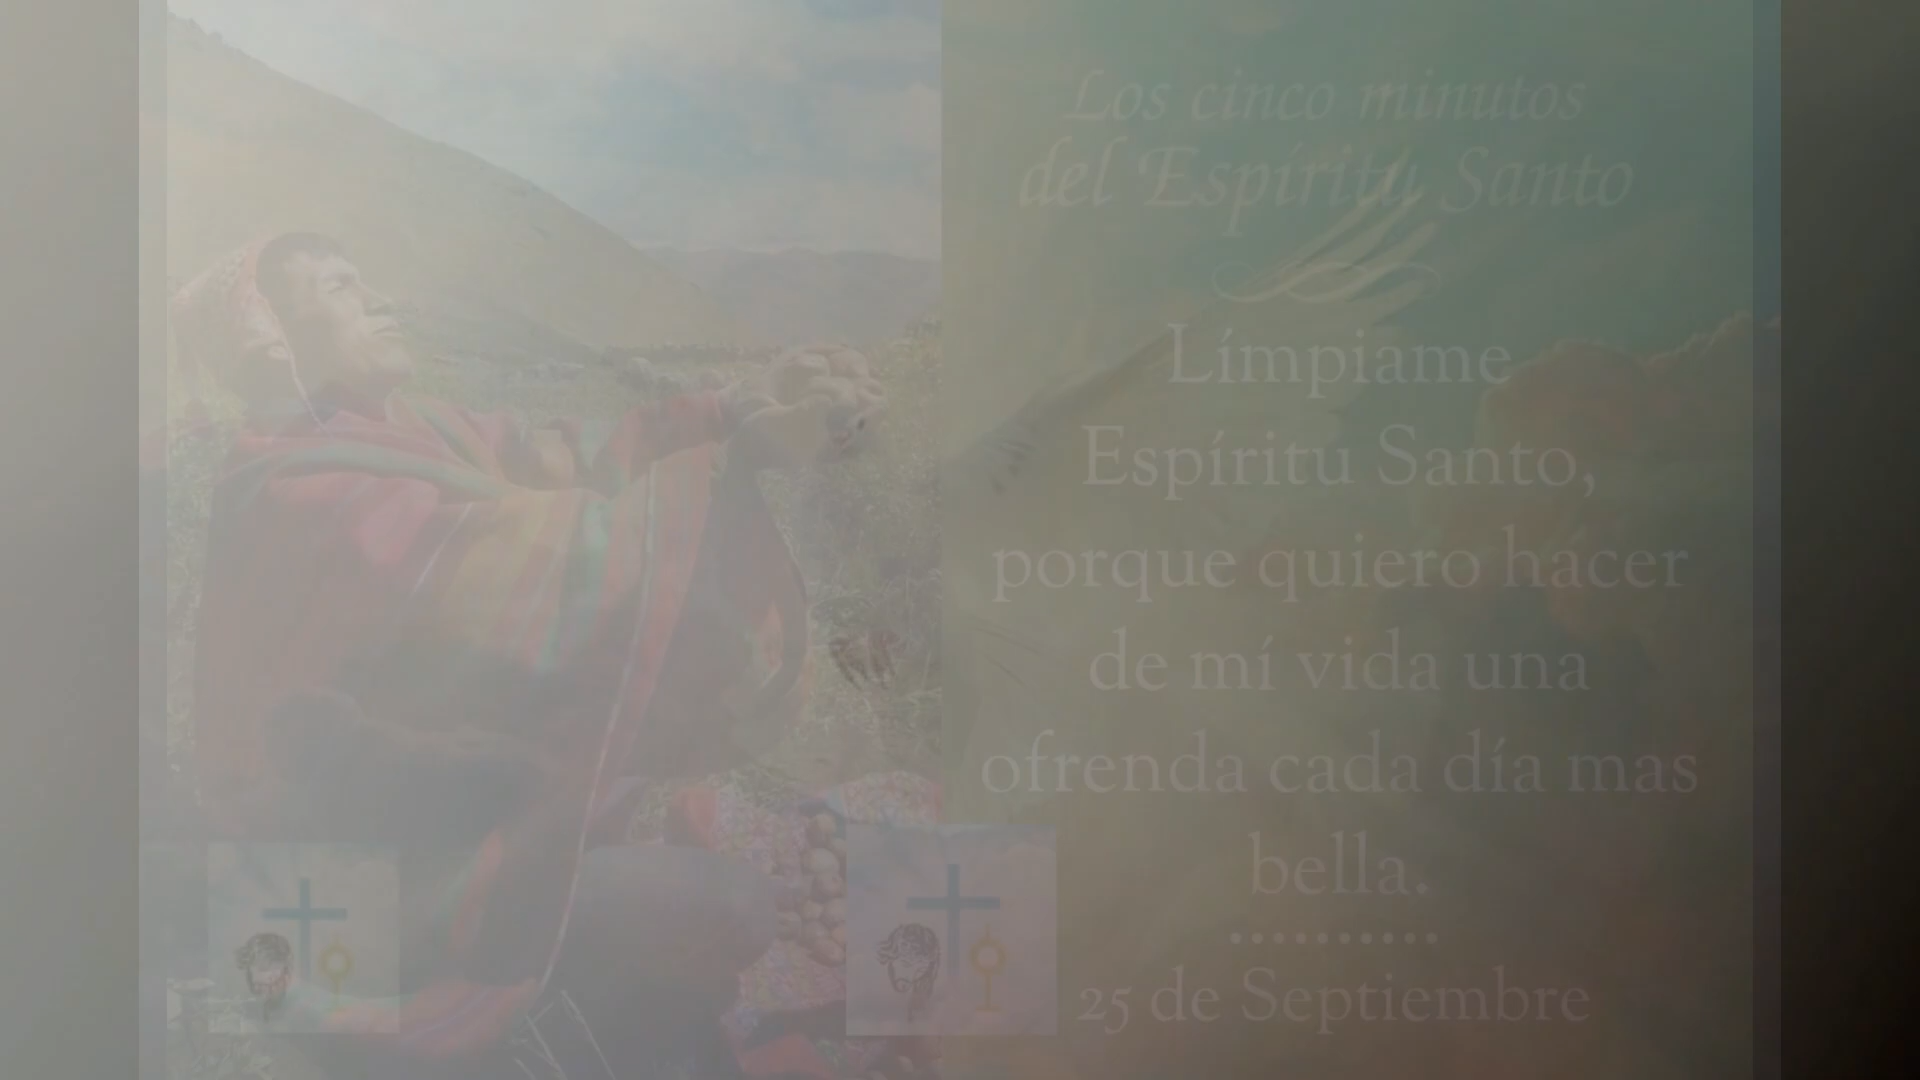 Los cinco minutos
del Espíritu Santo
Límpiame
Espíritu Santo,
porque quiero hacer
de mí vida una
ofrenda cada día mas
bella.
25 de Septiembre